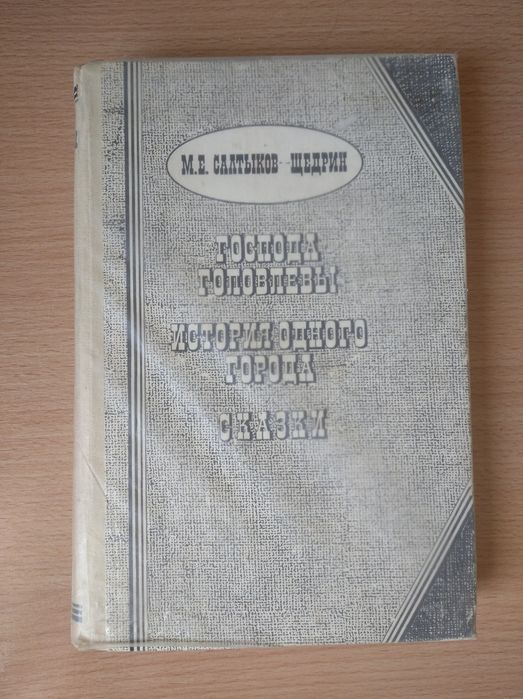 М.Е. САЛТЫКОВ-ЩЕДРИН
ГОСПОДА
ГОЛОВЛЕВЫ
ИСТОРИЯ ОДНОГО
ГОРОДА
СКАЗКИ